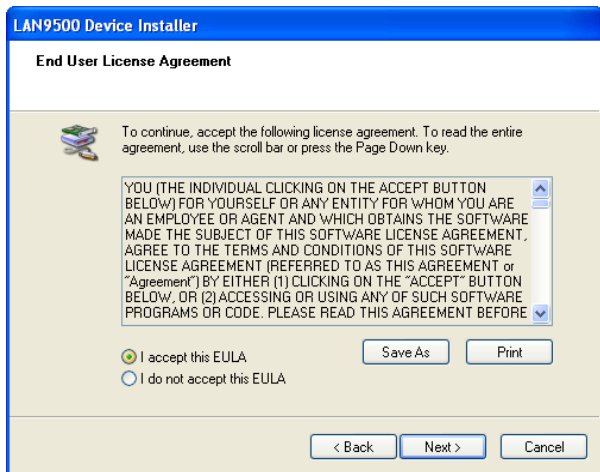 LAN9500 Device Installer
End User License Agreement
To continue, accept the following license agreement. To read the entire
agreement, use the scroll bar or press the Page Down key.
YOU (THE INDIVIDUAL CLICKING ON THE ACCEPT BUTTON
BELOW) FOR YOURSELF OR ANY ENTITY FOR WHOM YOU ARE
AN EMPLOYEE OR AGENT AND WHICH OBTAINS THE SOFTWARE
MADE THE SUBJECT OF THIS SOFTWARE LICENSE AGREEMENT,
AGREE TO THE TERMS AND CONDITIONS OF THIS SOFTWARE
LICENSE AGREEMENT (REFERRED TO AS THIS AGREEMENT or
"Agreement") BY EITHER (1) CLICKING ON THE "ACCEPT" BUTTON
BELOW, OR (2) ACCESSING OR USING ANY OF SUCH SOFTWARE
PROGRAMS OR CODE. PLEASE READ THIS AGREEMENT BEFORE
I accept this EULA
Save As
Print
I do not accept this EULA
< Back
Next >
Cancel